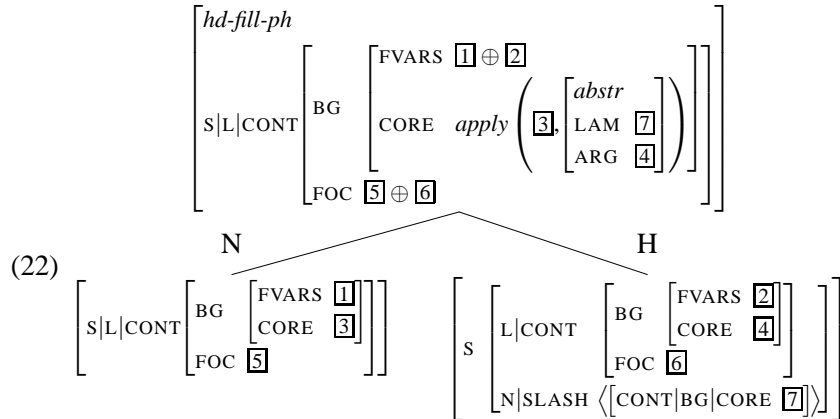 hd-fill-ph
FVARS 1 ⊕ 2
abstr
S|L|CONT BG CORE apply ( 3 , LAM 7 )
ARG 4
FOC 5 ⊕ 6
N H
(22)
FVARS 1 FVARS 2
BG BG
S|L|CONT CORE 3 L|CONT CORE 4
S
FOC 5 FOC 6
N|SLASH ⟨[CONT|BG|CORE 7]⟩